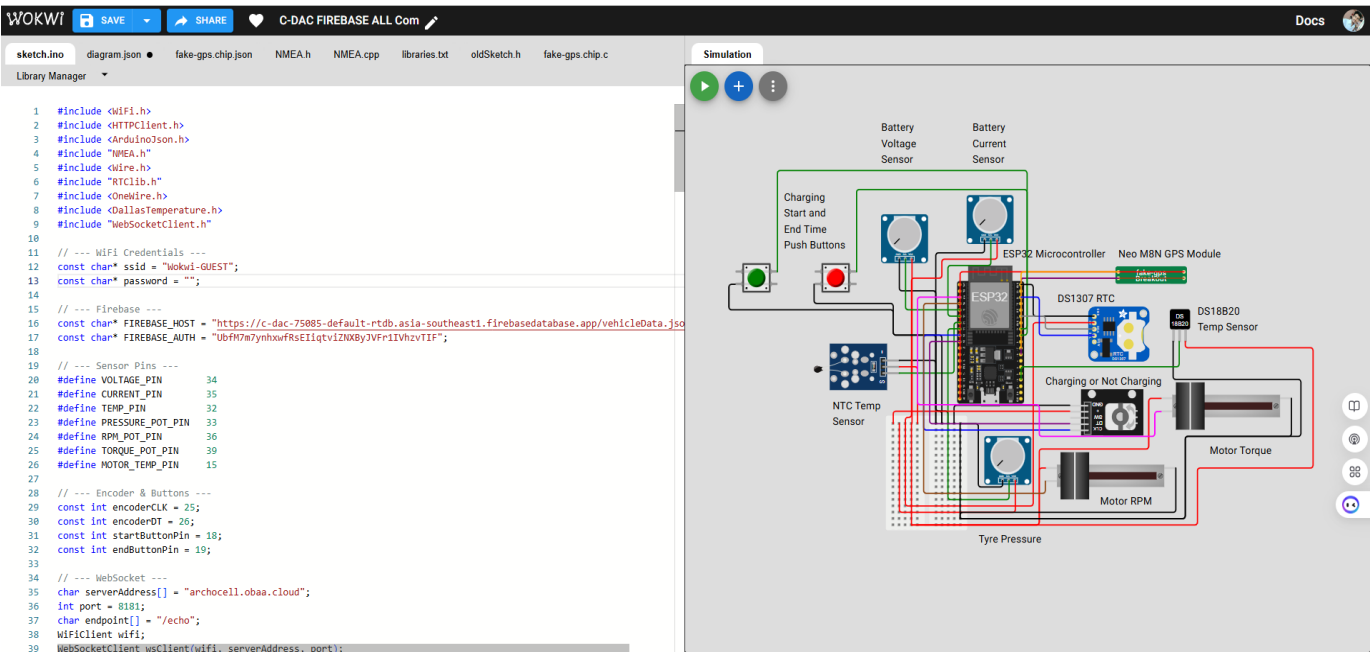 WOKWI SAVE SHARE C-DAC FIREBASE ALL Com Docs
sketch.ino diagram.json ● fake-gps.chip.json NMEA.h NMEA.cpp libraries.txt oldSketch.h fake-gps.chip.c
Library Manager
1 #include <WiFi.h>
2 #include <HTTPClient.h>
3 #include <ArduinoJson.h>
4 #include "NMEA.h"
5 #include <Wire.h>
6 #include "RTClib.h"
7 #include <OneWire.h>
8 #include <DallasTemperature.h>
9 #include "WebSocketClient.h"
10
11 // --- WiFi Credentials ---
12 const char* ssid = "Wokwi-GUEST";
13 const char* password = "";
14
15 // --- Firebase ---
16 const char* FIREBASE_HOST = "https://c-dac-75085-default-rtdb.asia-southeast1.firebasedatabase.app/vehicleData.jso
17 const char* FIREBASE_AUTH = "UbfM7m7ynhxwfRsEIiqtviZNXByJVFr1IVhzvTIF";
18
19 // --- Sensor Pins ---
20 #define VOLTAGE_PIN 34
21 #define CURRENT_PIN 35
22 #define TEMP_PIN 32
23 #define PRESSURE_POT_PIN 33
24 #define RPM_POT_PIN 36
25 #define TORQUE_POT_PIN 39
26 #define MOTOR_TEMP_PIN 15
27
28 // --- Encoder & Buttons ---
29 const int encoderCLK = 25;
30 const int encoderDT = 26;
31 const int startButtonPin = 18;
32 const int endButtonPin = 19;
33
34 // --- WebSocket ---
35 char serverAddress[] = "archocell.obaa.cloud";
36 int port = 8181;
37 char endpoint[] = "/echo";
38 WiFiClient wifi;
39 WebSocketClient wsClient(wifi, serverAddress, port);
Simulation
Battery
Voltage
Sensor
Battery
Current
Sensor
Charging
Start and
End Time
Push Buttons
ESP32 Microcontroller
Neo M8N GPS Module
fake-gps
Breakout
ESP32
DS1307 RTC
RTC
DS
18B20
DS18B20
Temp Sensor
NTC Temp
Sensor
S
Charging or Not Charging
GND
+
SW
DT
CLK
Motor Torque
Motor RPM
Tyre Pressure